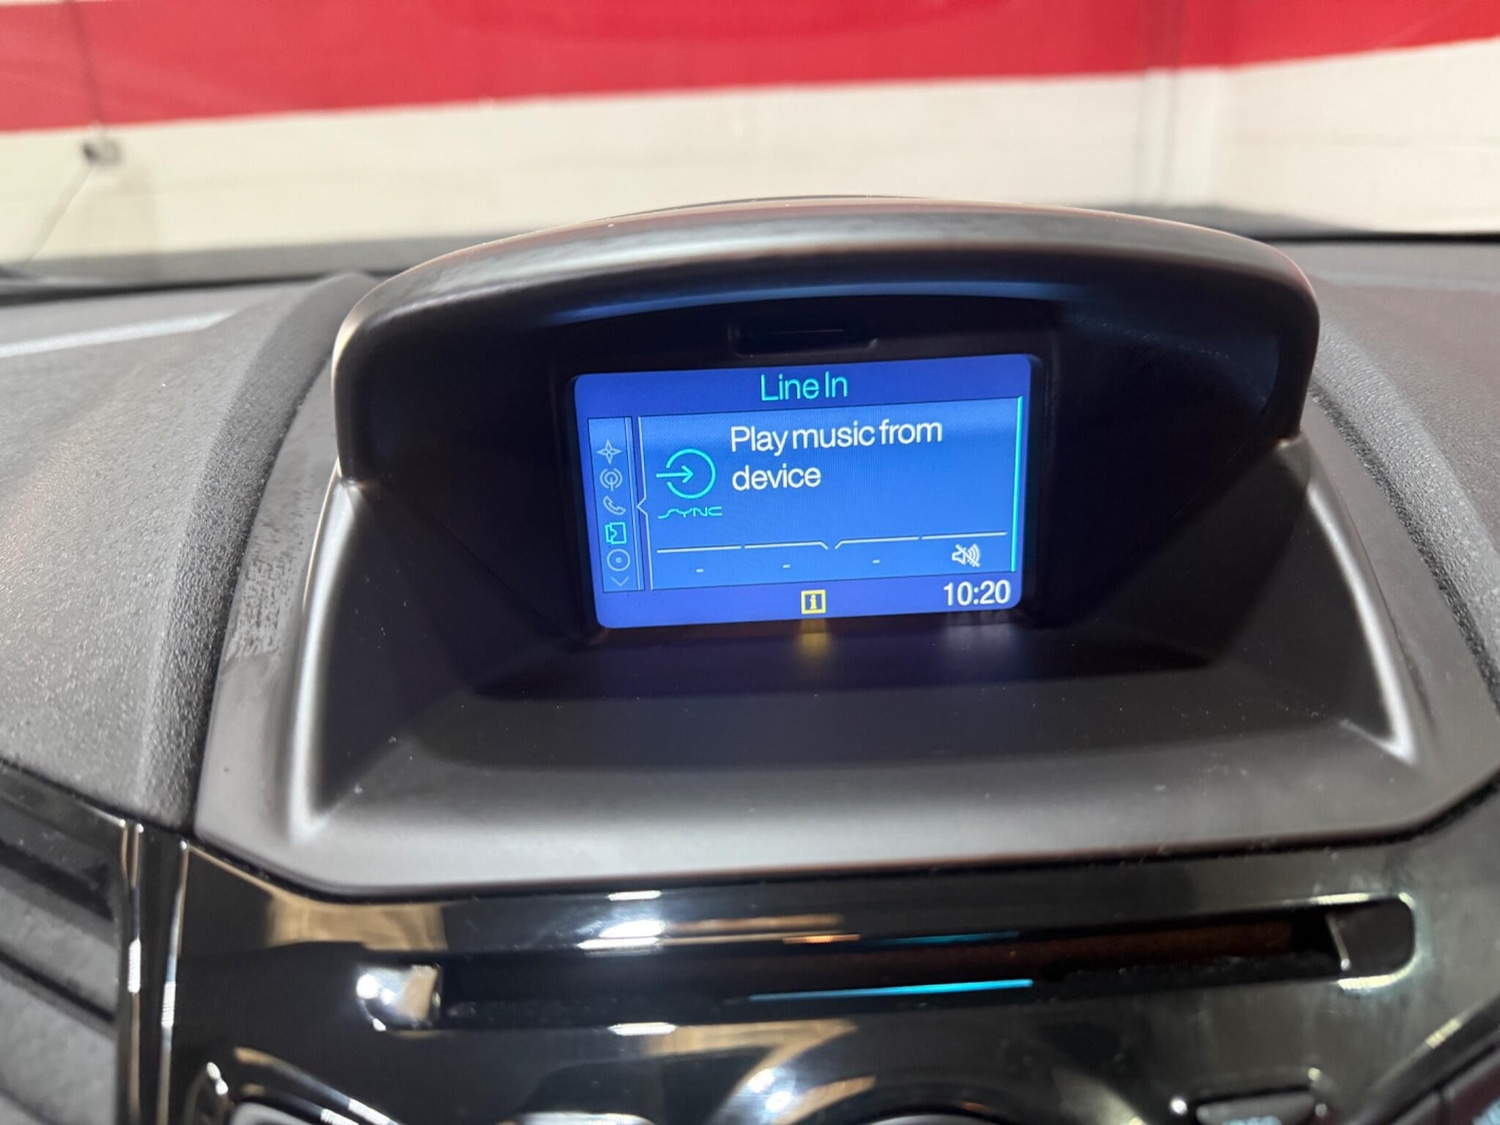 Line In
Play music from
device
SYNC
- - -
i
10:20